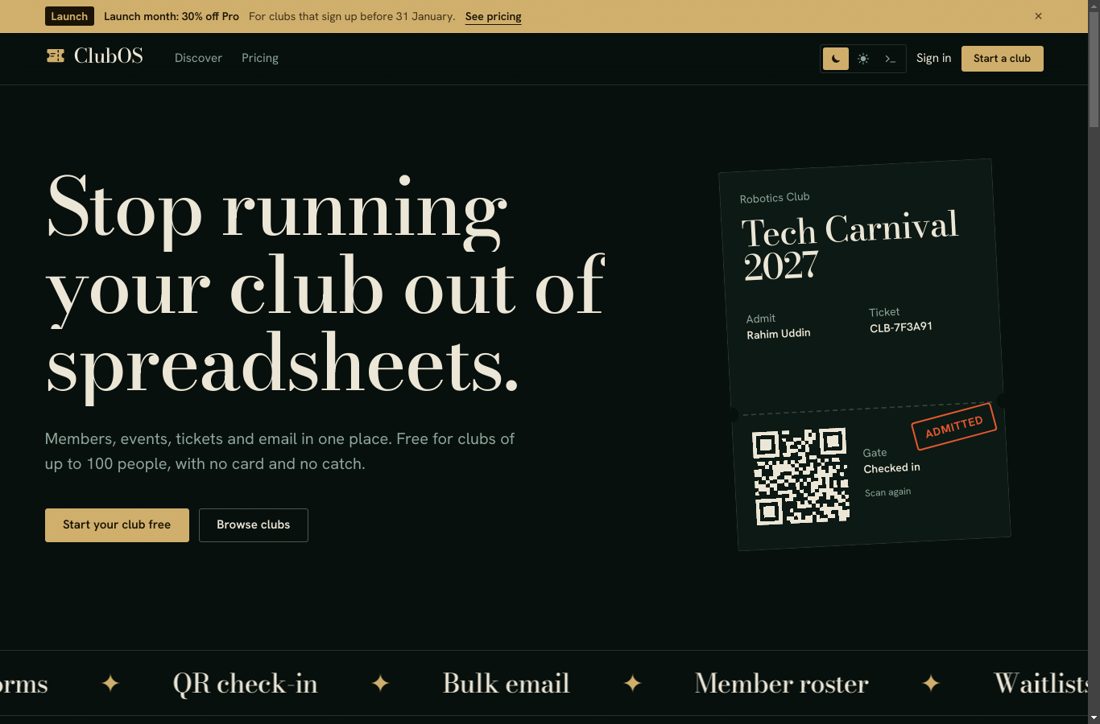 Launch Launch month: 30% off Pro For clubs that sign up before 31 January. See pricing ×
ClubOS Discover Pricing Sign in Start a club
Stop running
your club out of
spreadsheets.
Members, events, tickets and email in one place. Free for clubs of
up to 100 people, with no card and no catch.
Start your club free Browse clubs
Robotics Club
Tech Carnival
2027
Admit Ticket
Rahim Uddin CLB-7F3A91
ADMITTED
Gate
Checked in
Scan again
orms ✦ QR check-in ✦ Bulk email ✦ Member roster ✦ Waitlists